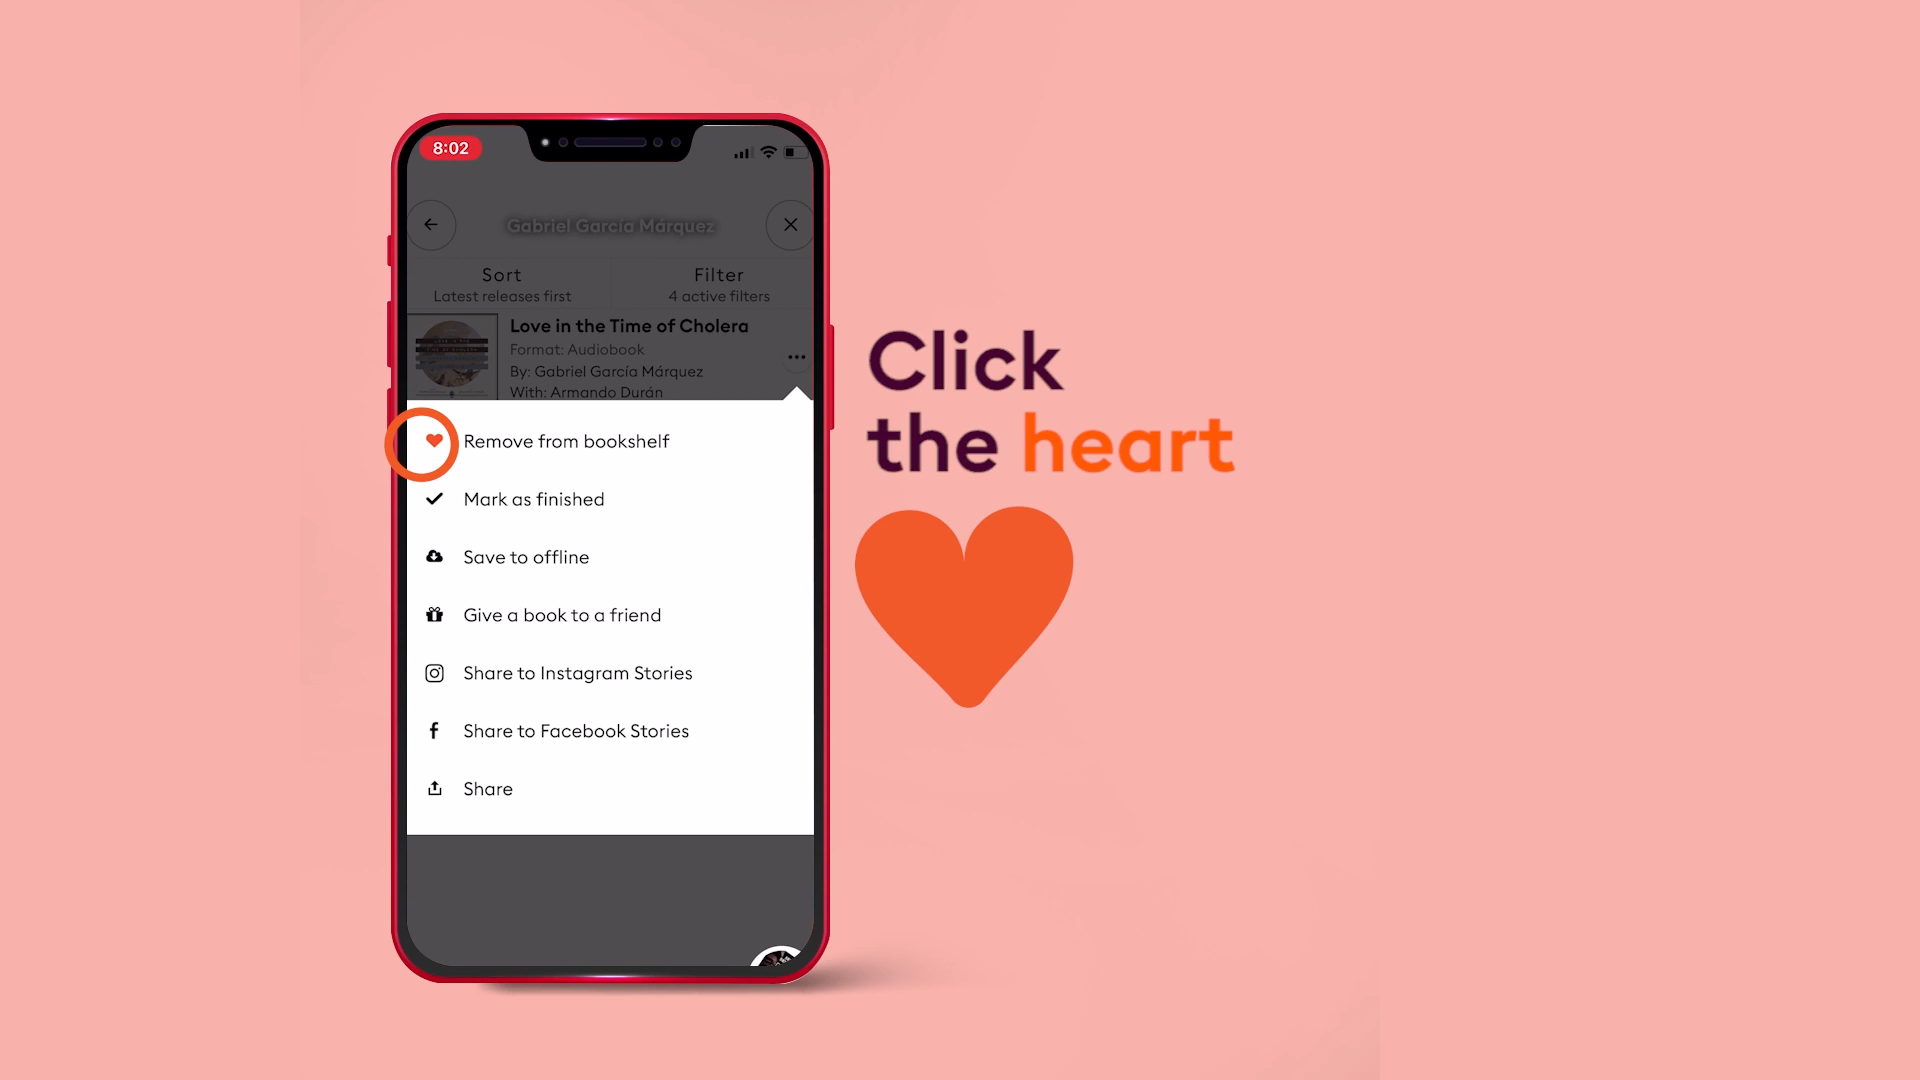 8:02
Gabriel García Márquez
Sort
Latest releases first
Filter
4 active filters
Love in the Time of Cholera
Format: Audiobook
By: Gabriel García Márquez
With: Armando Durán
Remove from bookshelf
Mark as finished
Save to offline
Give a book to a friend
Share to Instagram Stories
Share to Facebook Stories
Share
Click
the heart